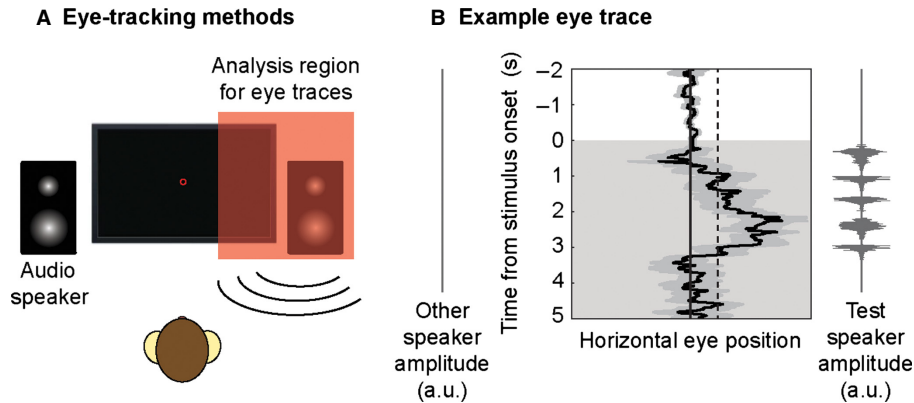 A Eye-tracking methods
Analysis region
for eye traces
Audio
speaker
B Example eye trace
Other
speaker
amplitude
(a.u.)
Time from stimulus onset (s)
–2
–1
0
1
2
3
4
5
Horizontal eye position
Test
speaker
amplitude
(a.u.)